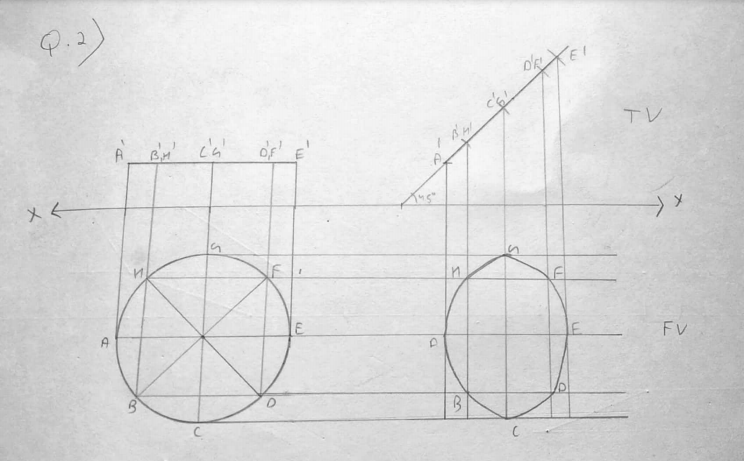 Q.2)
D'F' E'
C'G'
TV
A' B'H' C'G' D'F' E'
B'H'
A'
45°
X X
G G
H F H F
A E A E FV
B D B D
C C